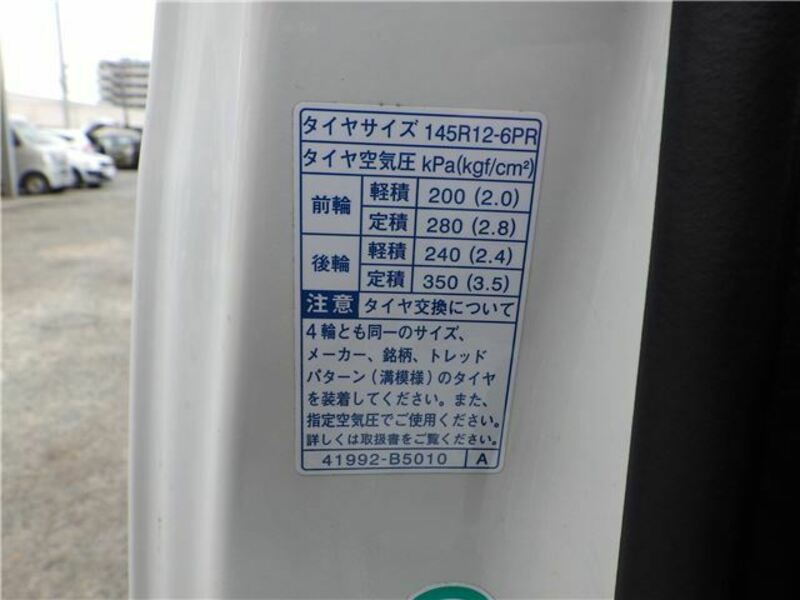 タイヤサイズ 145R12-6PR
タイヤ空気圧 kPa(kgf/cm²)
前輪 軽積 200 (2.0)
定積 280 (2.8)
後輪 軽積 240 (2.4)
定積 350 (3.5)
注意 タイヤ交換について
4輪とも同一のサイズ、
メーカー、銘柄、トレッド
パターン(溝模様)のタイヤ
を装着してください。また、
指定空気圧でご使用ください。
詳しくは取扱書をご覧ください。
41992-B5010 A